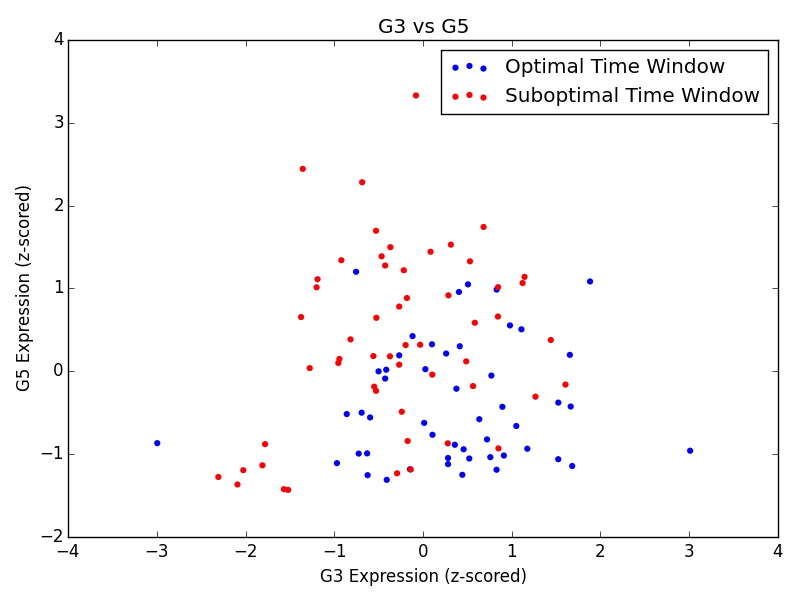 G3 vs G5
Optimal Time Window
Suboptimal Time Window
4
3
2
1
0
−1
−2
G5 Expression (z-scored)
−4 −3 −2 −1 0 1 2 3 4
G3 Expression (z-scored)